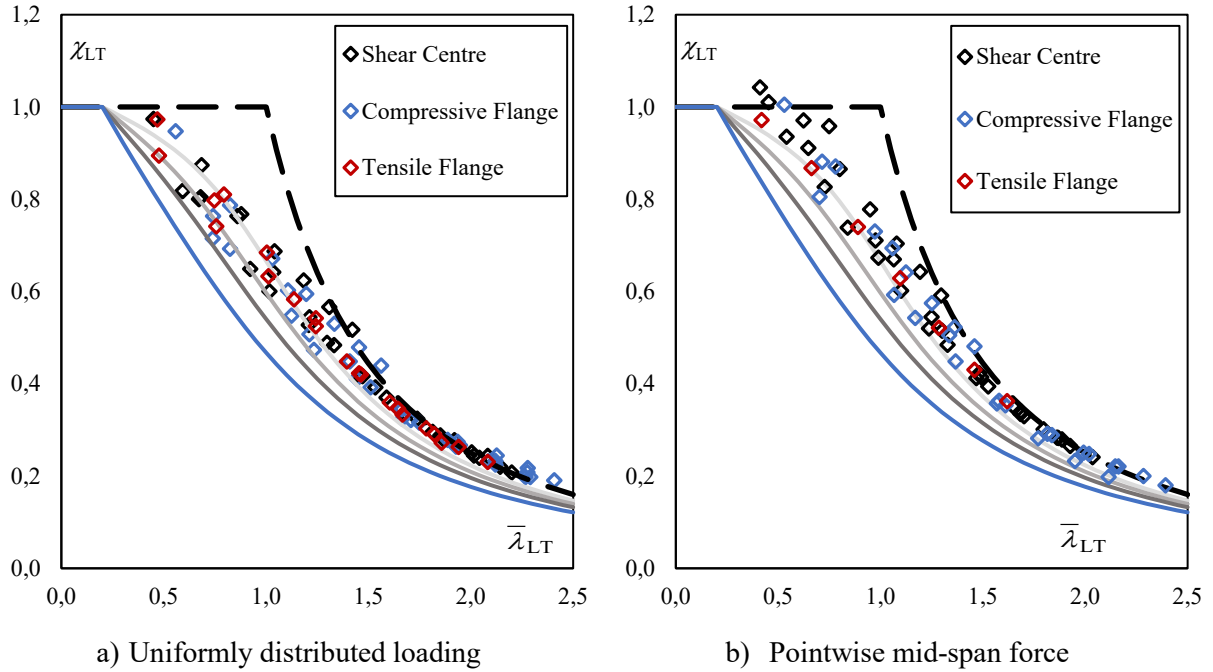 1,2
χLT
1,0
0,8
0,6
0,4
0,2
0,0
Shear Centre
Compressive Flange
Tensile Flange
λ̅LT
0,0 0,5 1,0 1,5 2,0 2,5
a) Uniformly distributed loading
1,2
χLT
1,0
0,8
0,6
0,4
0,2
0,0
Shear Centre
Compressive Flange
Tensile Flange
λ̅LT
0,0 0,5 1,0 1,5 2,0 2,5
b) Pointwise mid-span force